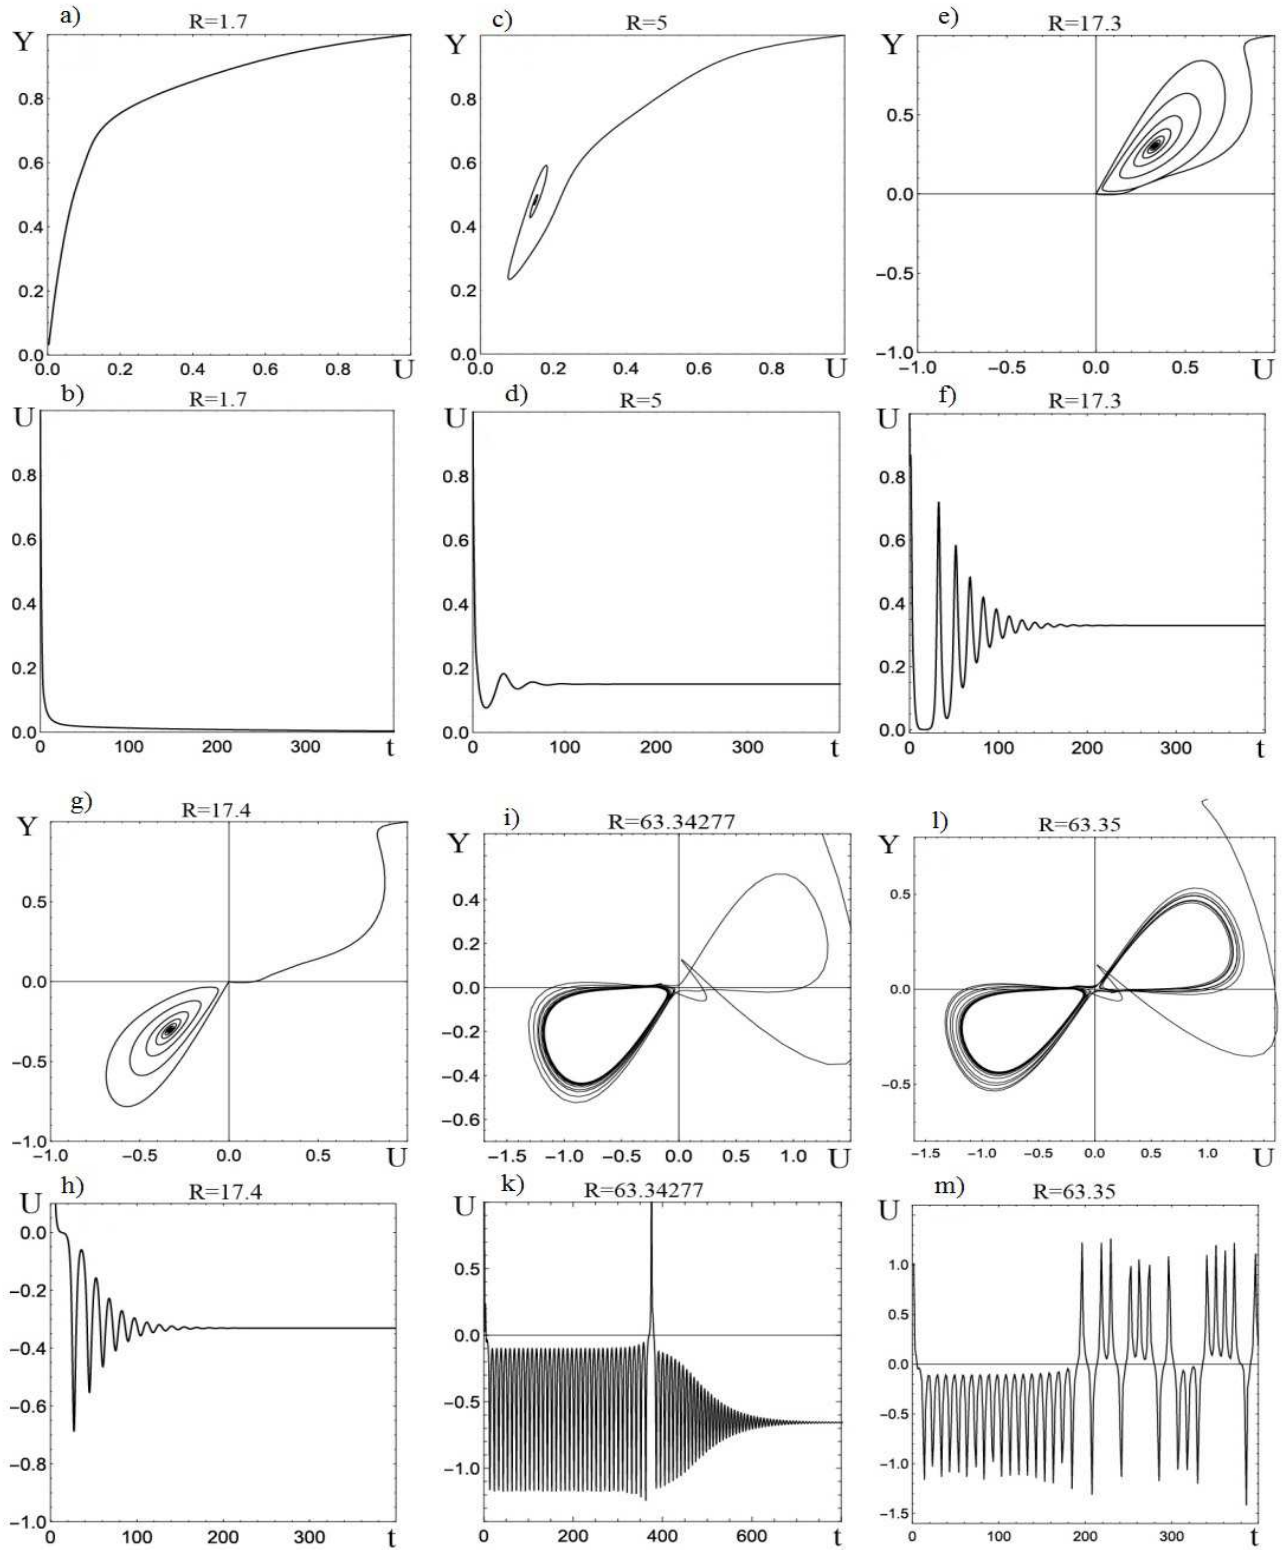 a) R=1.7
Y
0.8
0.6
0.4
0.2
0.0
0.0 0.2 0.4 0.6 0.8 U
c) R=5
Y
0.8
0.6
0.4
0.2
0.0
0.0 0.2 0.4 0.6 0.8 U
e) R=17.3
Y
0.5
0.0
−0.5
−1.0
−1.0 −0.5 0.0 0.5 U
b) R=1.7
U
0.8
0.6
0.4
0.2
0.0
0 100 200 300 t
d) R=5
U
0.8
0.6
0.4
0.2
0.0
0 100 200 300 t
f) R=17.3
U
0.8
0.6
0.4
0.2
0.0
0 100 200 300 t
g) R=17.4
Y
0.5
0.0
−0.5
−1.0
−1.0 −0.5 0.0 0.5 U
i) R=63.34277
Y
0.4
0.2
0.0
−0.2
−0.4
−0.6
−1.5 −1.0 −0.5 0.0 0.5 1.0 U
l) R=63.35
Y
0.5
0.0
−0.5
−1.5 −1.0 −0.5 0.0 0.5 1.0 U
h) R=17.4
U
0.0
−0.2
−0.4
−0.6
−0.8
−1.0
0 100 200 300 t
k) R=63.34277
U
0.5
0.0
−0.5
−1.0
0 200 400 600 t
m) R=63.35
U
1.0
0.5
0.0
−0.5
−1.0
−1.5
0 100 200 300 t